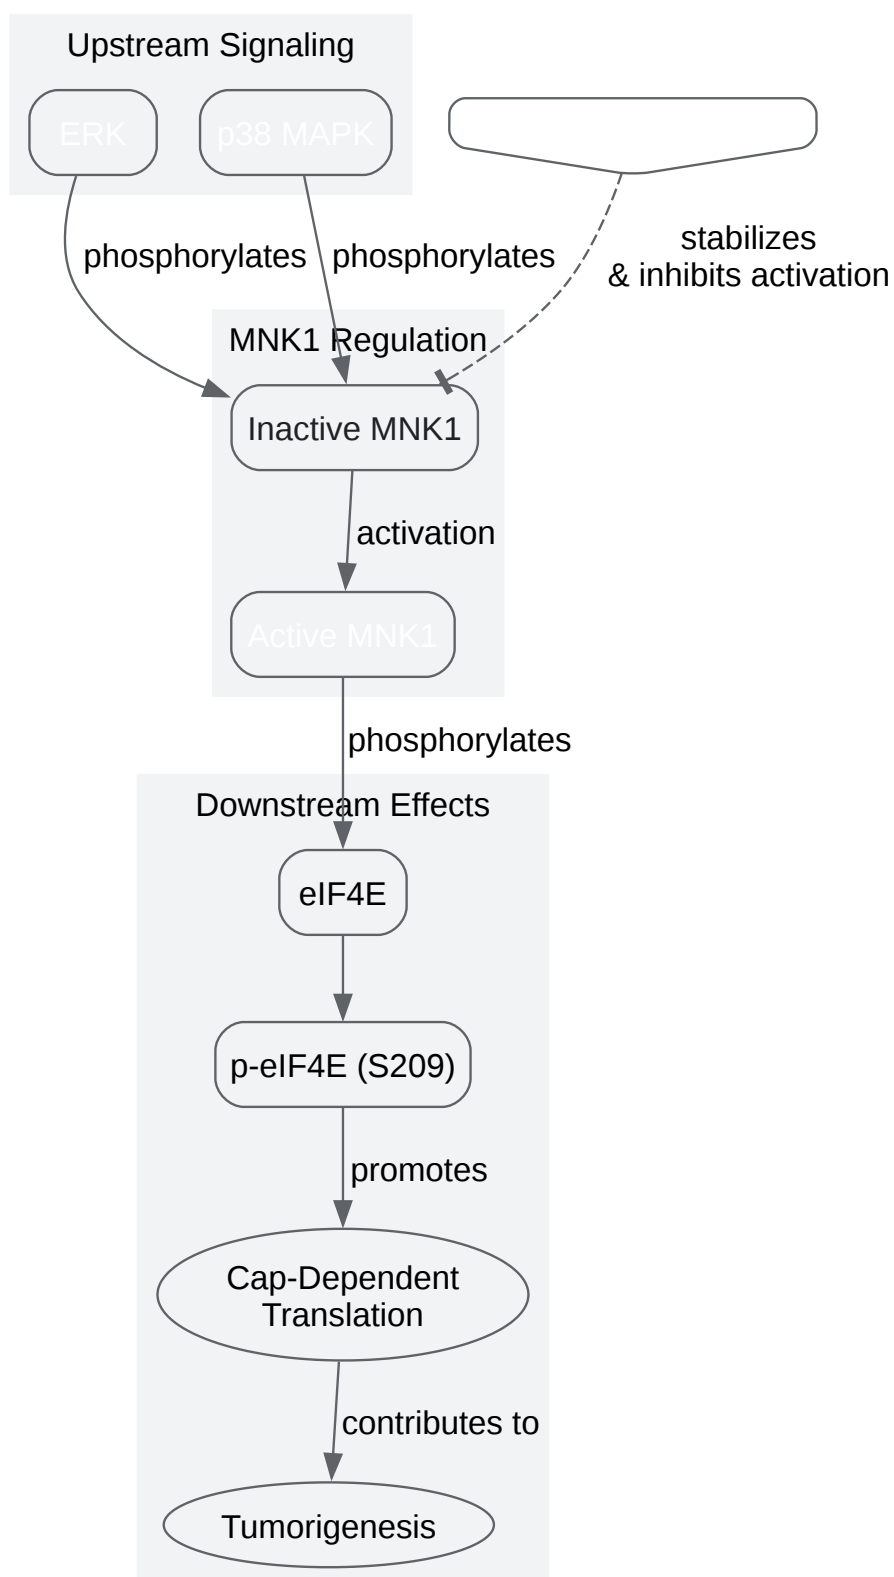 Upstream Signaling
ERK
p38 MAPK
phosphorylates
phosphorylates
stabilizes
& inhibits activation
MNK1 Regulation
Inactive MNK1
activation
Active MNK1
phosphorylates
Downstream Effects
eIF4E
p-eIF4E (S209)
promotes
Cap-Dependent
Translation
contributes to
Tumorigenesis